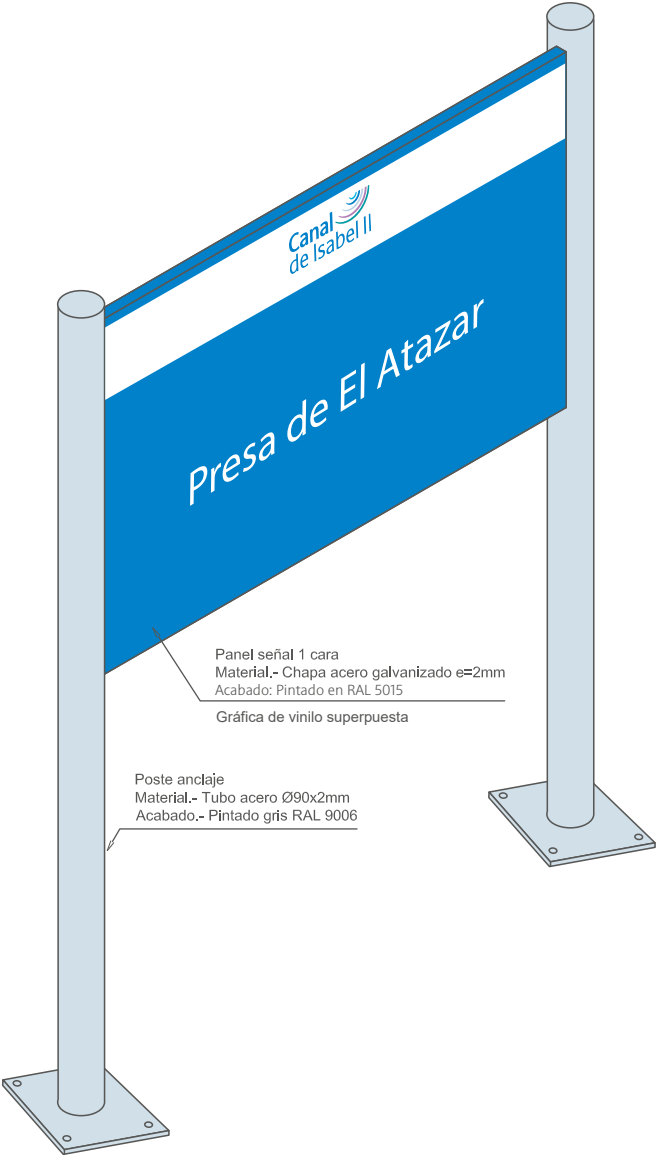 Canal
de Isabel II
Presa de El Atazar
Panel señal 1 cara
Material.- Chapa acero galvanizado e=2mm
Acabado: Pintado en RAL 5015
Gráfica de vinilo superpuesta
Poste anclaje
Material.- Tubo acero Ø90x2mm
Acabado.- Pintado gris RAL 9006